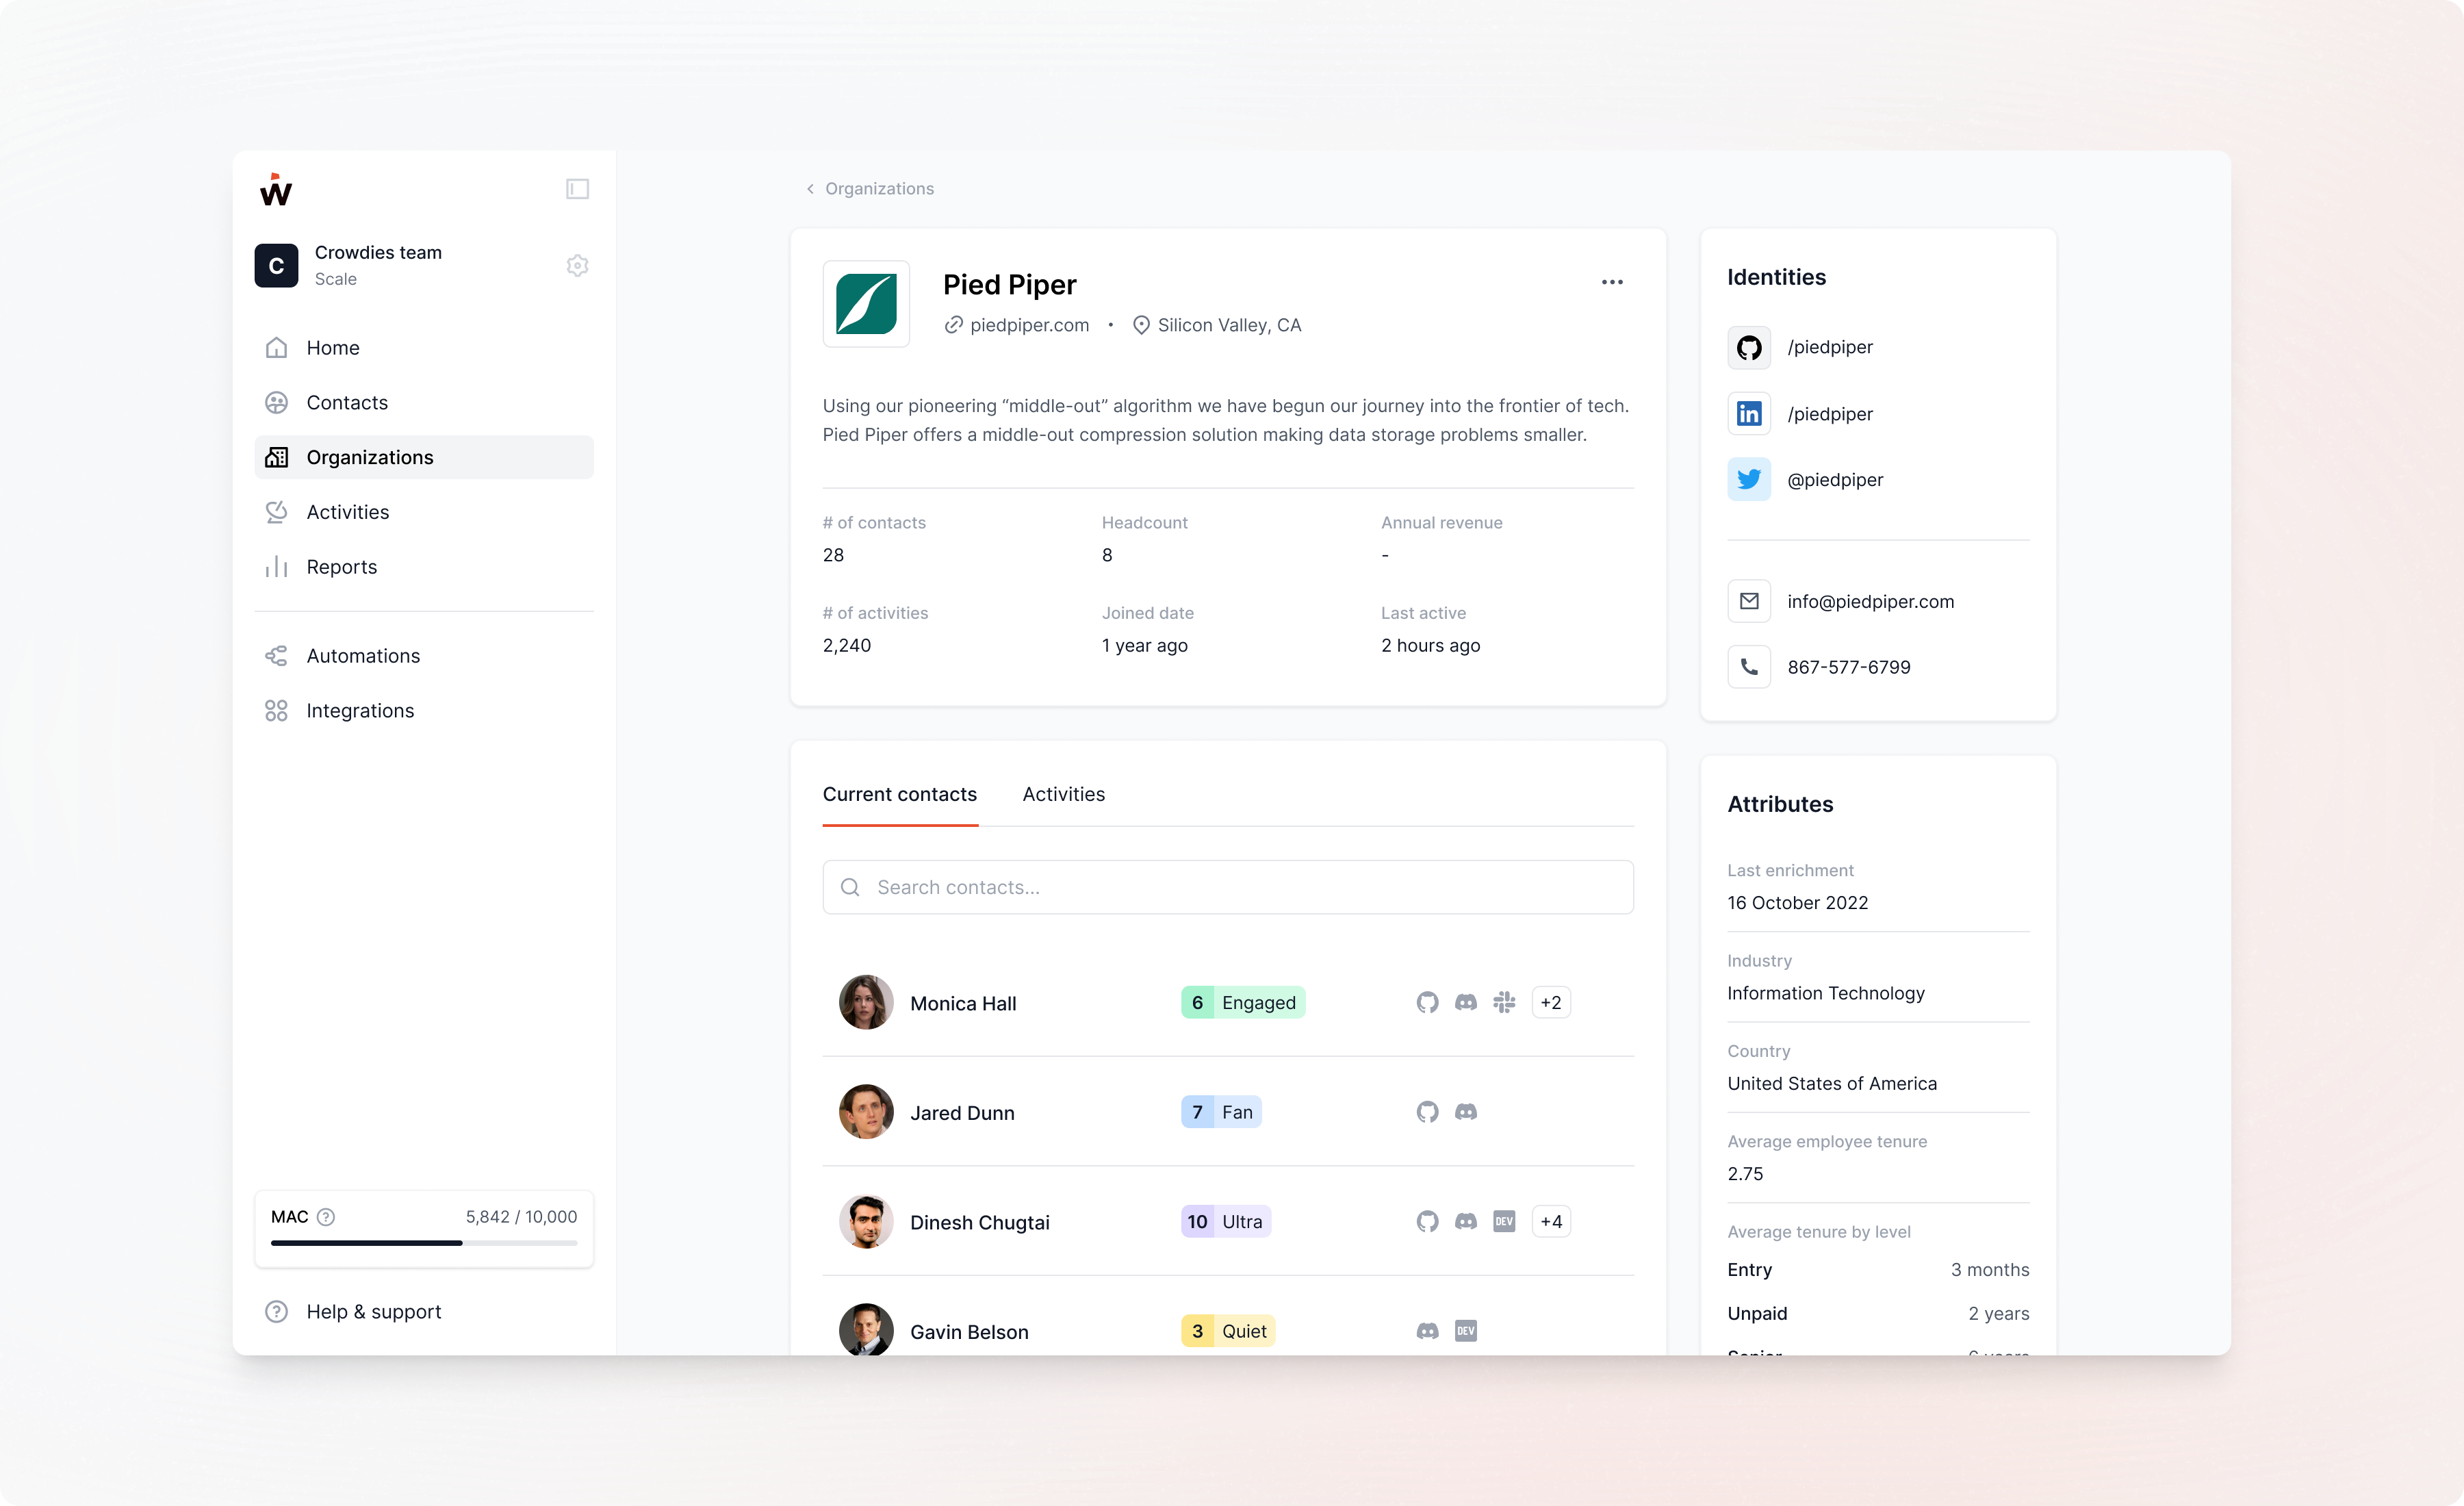 W
C
Crowdies team
Scale
Home
Contacts
Organizations
Activities
Reports
Automations
Integrations
MAC ? 5,842 / 10,000
? Help & support
Organizations
Pied Piper
piedpiper.com • Silicon Valley, CA
Using our pioneering “middle-out” algorithm we have begun our journey into the frontier of tech.
Pied Piper offers a middle-out compression solution making data storage problems smaller.
# of contacts Headcount Annual revenue
28 8 -
# of activities Joined date Last active
2,240 1 year ago 2 hours ago
Current contacts Activities
Search contacts...
Monica Hall 6 Engaged +2
Jared Dunn 7 Fan
Dinesh Chugtai 10 Ultra DEV +4
Gavin Belson 3 Quiet DEV
Identities
/piedpiper
in /piedpiper
@piedpiper
info@piedpiper.com
867-577-6799
Attributes
Last enrichment
16 October 2022
Industry
Information Technology
Country
United States of America
Average employee tenure
2.75
Average tenure by level
Entry 3 months
Unpaid 2 years